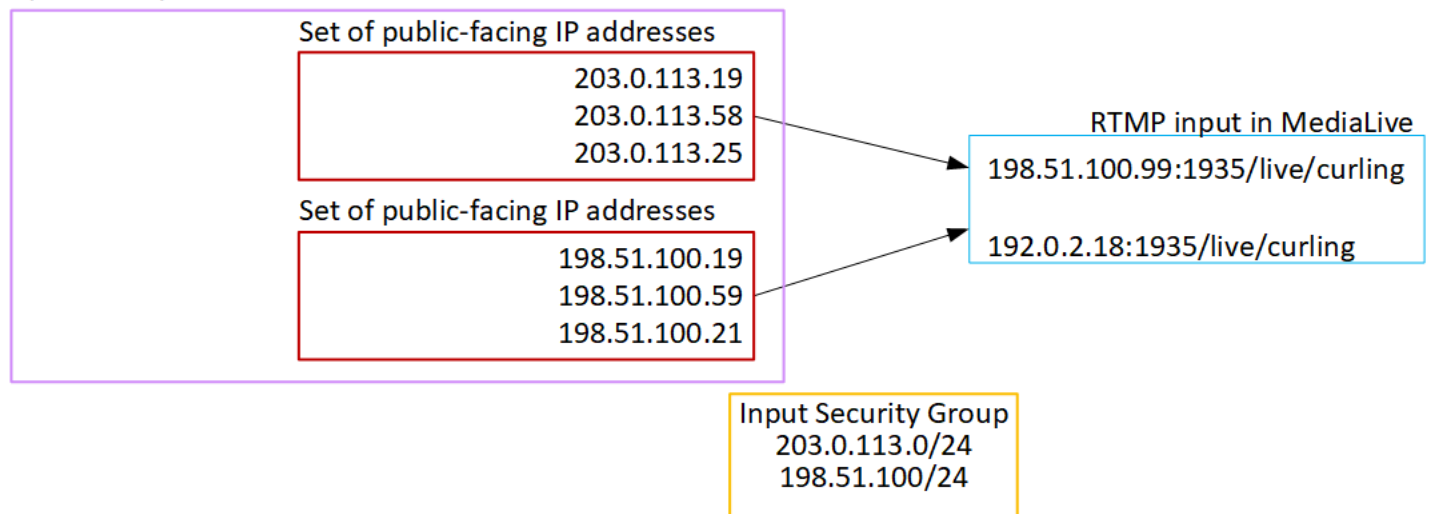 Set of public-facing IP addresses
203.0.113.19
203.0.113.58
203.0.113.25
Set of public-facing IP addresses
198.51.100.19
198.51.100.59
198.51.100.21
RTMP input in MediaLive
198.51.100.99:1935/live/curling
192.0.2.18:1935/live/curling
Input Security Group
203.0.113.0/24
198.51.100/24